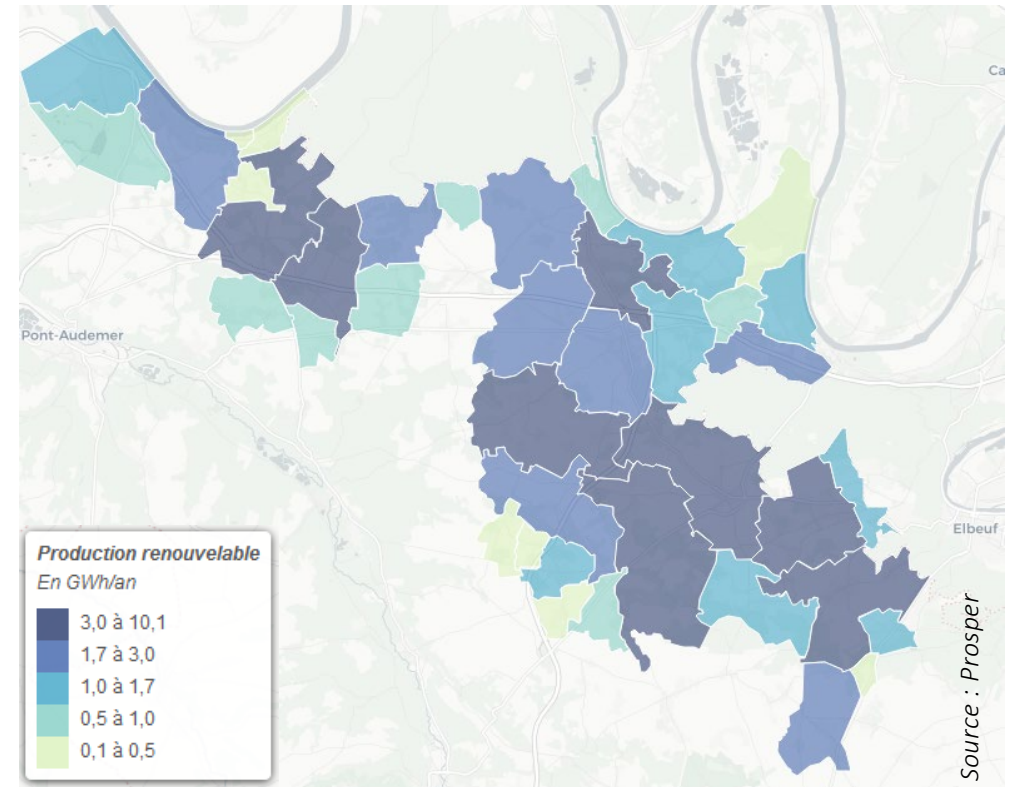 Ca
Pont-Audemer
Elbeuf
Production renouvelable
En GWh/an
3,0 à 10,1
1,7 à 3,0
1,0 à 1,7
0,5 à 1,0
0,1 à 0,5
Source : Prosper